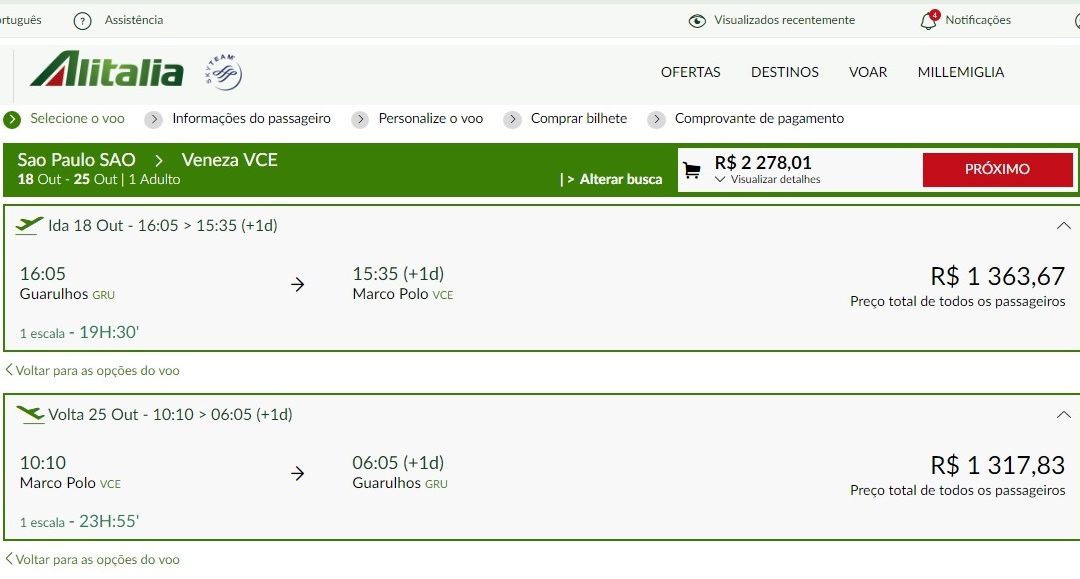 ortuguês
? Assistência
Visualizados recentemente
4
Notificações
Alitalia
SKYTEAM
OFERTAS
DESTINOS
VOAR
MILLEMIGLIA
Selecione o voo
Informações do passageiro
Personalize o voo
Comprar bilhete
Comprovante de pagamento
Sao Paulo SAO > Veneza VCE
18 Out - 25 Out | 1 Adulto
| > Alterar busca
R$ 2 278,01
Visualizar detalhes
PRÓXIMO
Ida 18 Out - 16:05 > 15:35 (+1d)
16:05
Guarulhos GRU
15:35 (+1d)
Marco Polo VCE
R$ 1 363,67
Preço total de todos os passageiros
1 escala - 19H:30'
Voltar para as opções do voo
Volta 25 Out - 10:10 > 06:05 (+1d)
10:10
Marco Polo VCE
06:05 (+1d)
Guarulhos GRU
R$ 1 317,83
Preço total de todos os passageiros
1 escala - 23H:55'
Voltar para as opções do voo